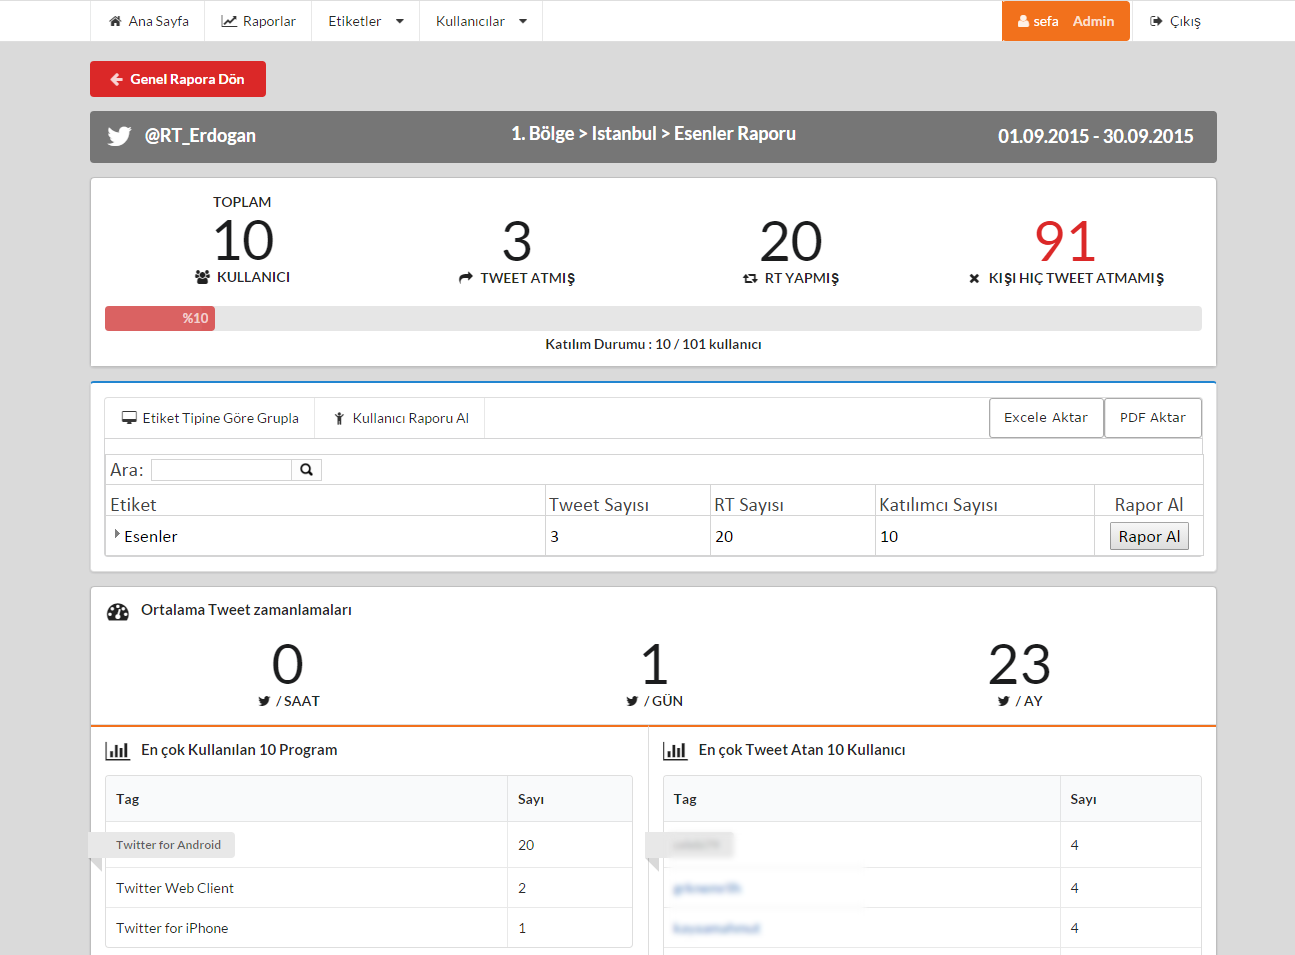 Ana Sayfa Raporlar Etiketler Kullanıcılar sefa Admin Çıkış
Genel Rapora Dön
@RT_Erdogan 1. Bölge > Istanbul > Esenler Raporu 01.09.2015 - 30.09.2015
TOPLAM
10 3 20 91
KULLANICI TWEET ATMIŞ RT YAPMIŞ KIŞI HIÇ TWEET ATMAMIŞ
%10
Katılım Durumu : 10 / 101 kullanıcı
Etiket Tipine Göre Grupla Kullanıcı Raporu Al Excele Aktar PDF Aktar
Ara:
Etiket Tweet Sayısı RT Sayısı Katılımcı Sayısı Rapor Al
Esenler 3 20 10 Rapor Al
Ortalama Tweet zamanlamaları
0 1 23
/ SAAT / GÜN / AY
En çok Kullanılan 10 Program En çok Tweet Atan 10 Kullanıcı
Tag Sayı Tag Sayı
Twitter for Android 20 4
Twitter Web Client 2 4
Twitter for iPhone 1 4